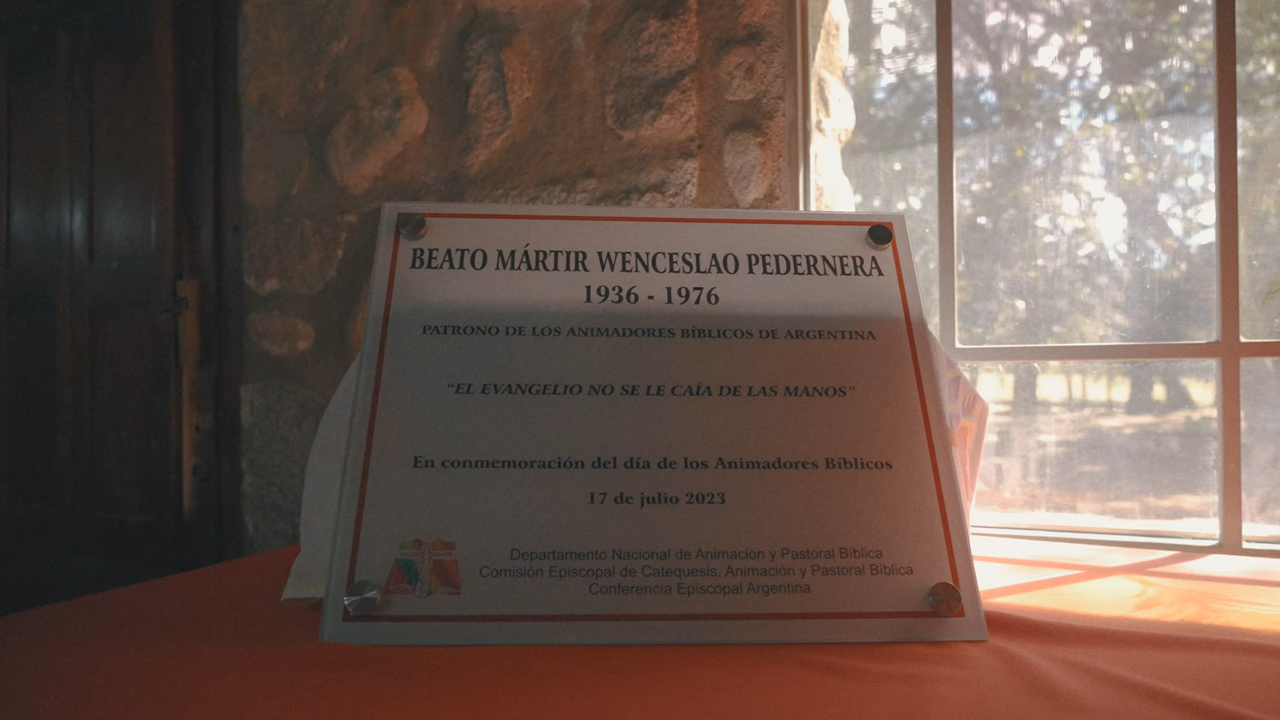 BEATO MÁRTIR WENCESLAO PEDERNERA
1936 - 1976
PATRONO DE LOS ANIMADORES BÍBLICOS DE ARGENTINA
"EL EVANGELIO NO SE LE CAÍA DE LAS MANOS"
En conmemoración del día de los Animadores Bíblicos
17 de julio 2023
Departamento Nacional de Animación y Pastoral Bíblica
Comisión Episcopal de Catequesis, Animación y Pastoral Bíblica
Conferencia Episcopal Argentina